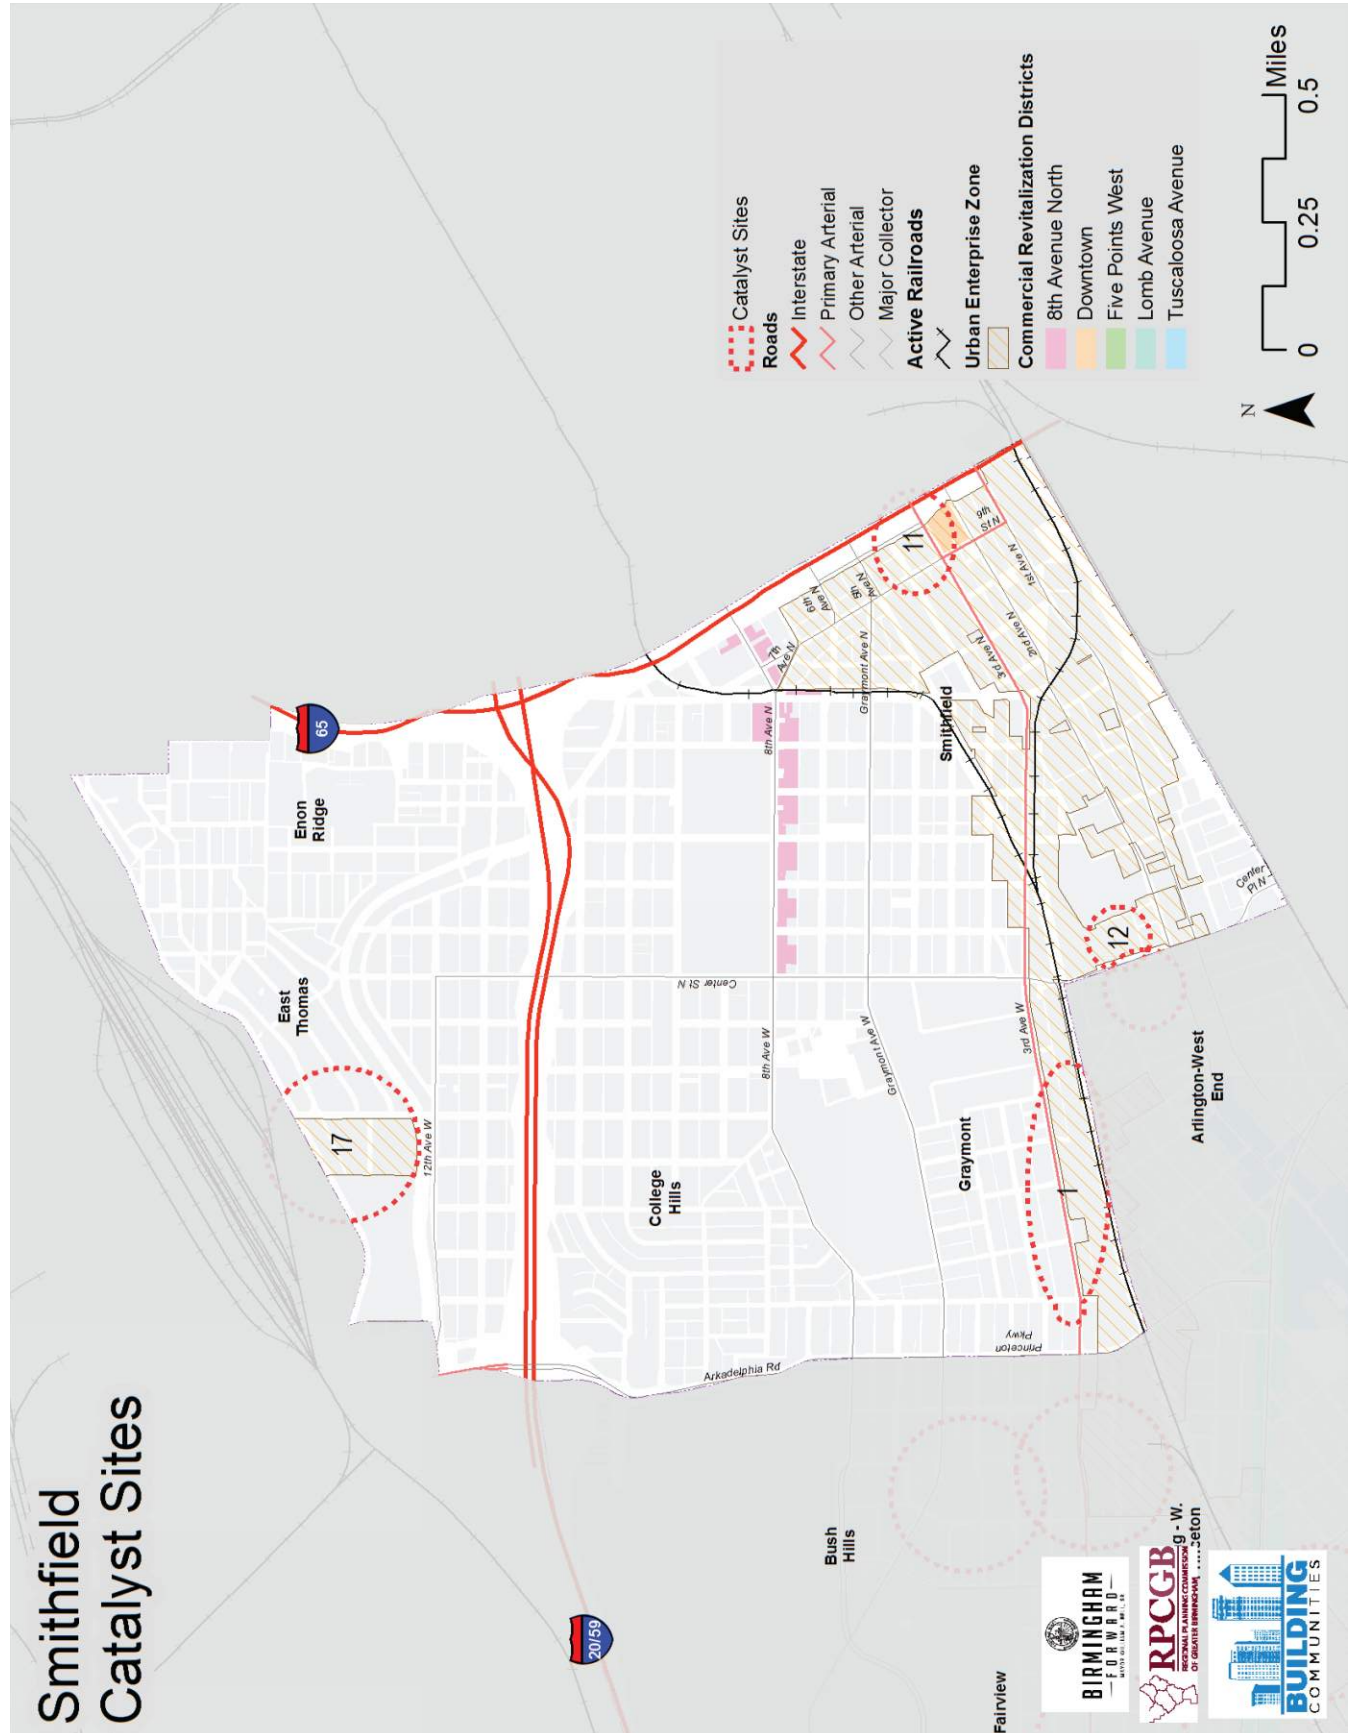 Smithfield
Catalyst Sites
Catalyst Sites
Roads
Interstate
Primary Arterial
Other Arterial
Major Collector
Active Railroads
Urban Enterprise Zone
Commercial Revitalization Districts
8th Avenue North
Downtown
Five Points West
Lomb Avenue
Tuscaloosa Avenue
N
0
0.25
0.5
Miles
65
20/59
Enon
Ridge
East
Thomas
17
12th Ave W
College
Hills
Center St N
8th Ave W
8th Ave N
7th
Ave N
6th
Ave N
5th
Ave N
Graymont Ave N
Graymont Ave W
11
9th
St N
1st Ave N
2nd Ave N
3rd Ave N
Smithfield
3rd Ave W
Graymont
1
12
Center
Pl N
Arlington-West
End
Princeton
Pkwy
Arkadelphia Rd
Bush
Hills
Fairview
g - W.
ceton
BIRMINGHAM
FORWARD
RPCGB
REGIONAL PLANNING COMMISSION
OF GREATER BIRMINGHAM
BUILDING
COMMUNITIES